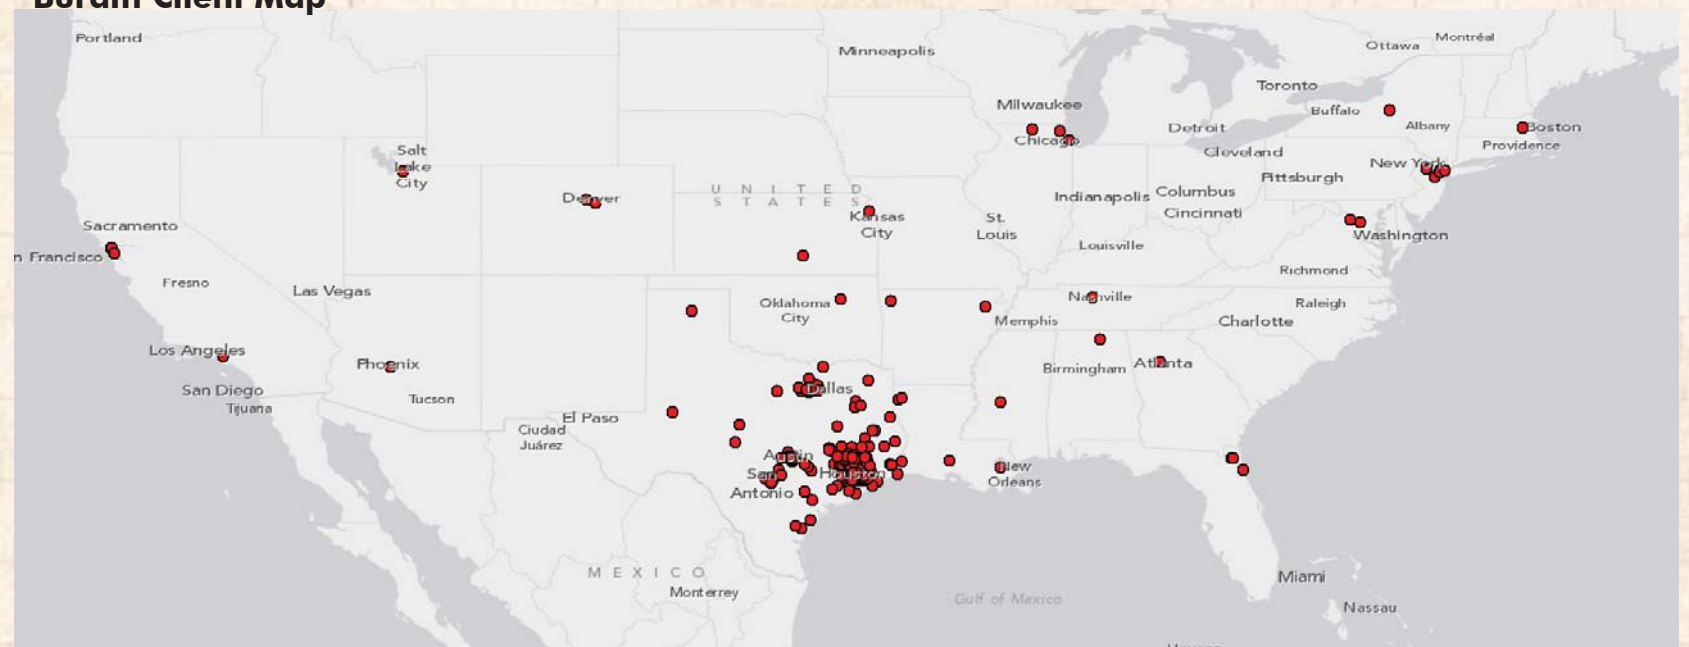 Client Map
Portland
Minneapolis
Ottawa
Montréal
Toronto
Milwaukee
Buffalo
Albany
Boston
Detroit
Chicago
Providence
Salt
Lake
City
Cleveland
New York
Pittsburgh
Denver
UNITED
STATES
Indianapolis
Columbus
Kansas
City
St.
Louis
Cincinnati
Sacramento
Washington
Louisville
n Francisco
Richmond
Fresno
Las Vegas
Nashville
Oklahoma
City
Raleigh
Memphis
Charlotte
Los Angeles
Phoenix
Birmingham
Atlanta
San Diego
Dallas
Tijuana
Tucson
El Paso
Ciudad
Juárez
Austin
San
Antonio
Houston
New
Orleans
MEXICO
Monterrey
Miami
Gulf of Mexico
Nassau